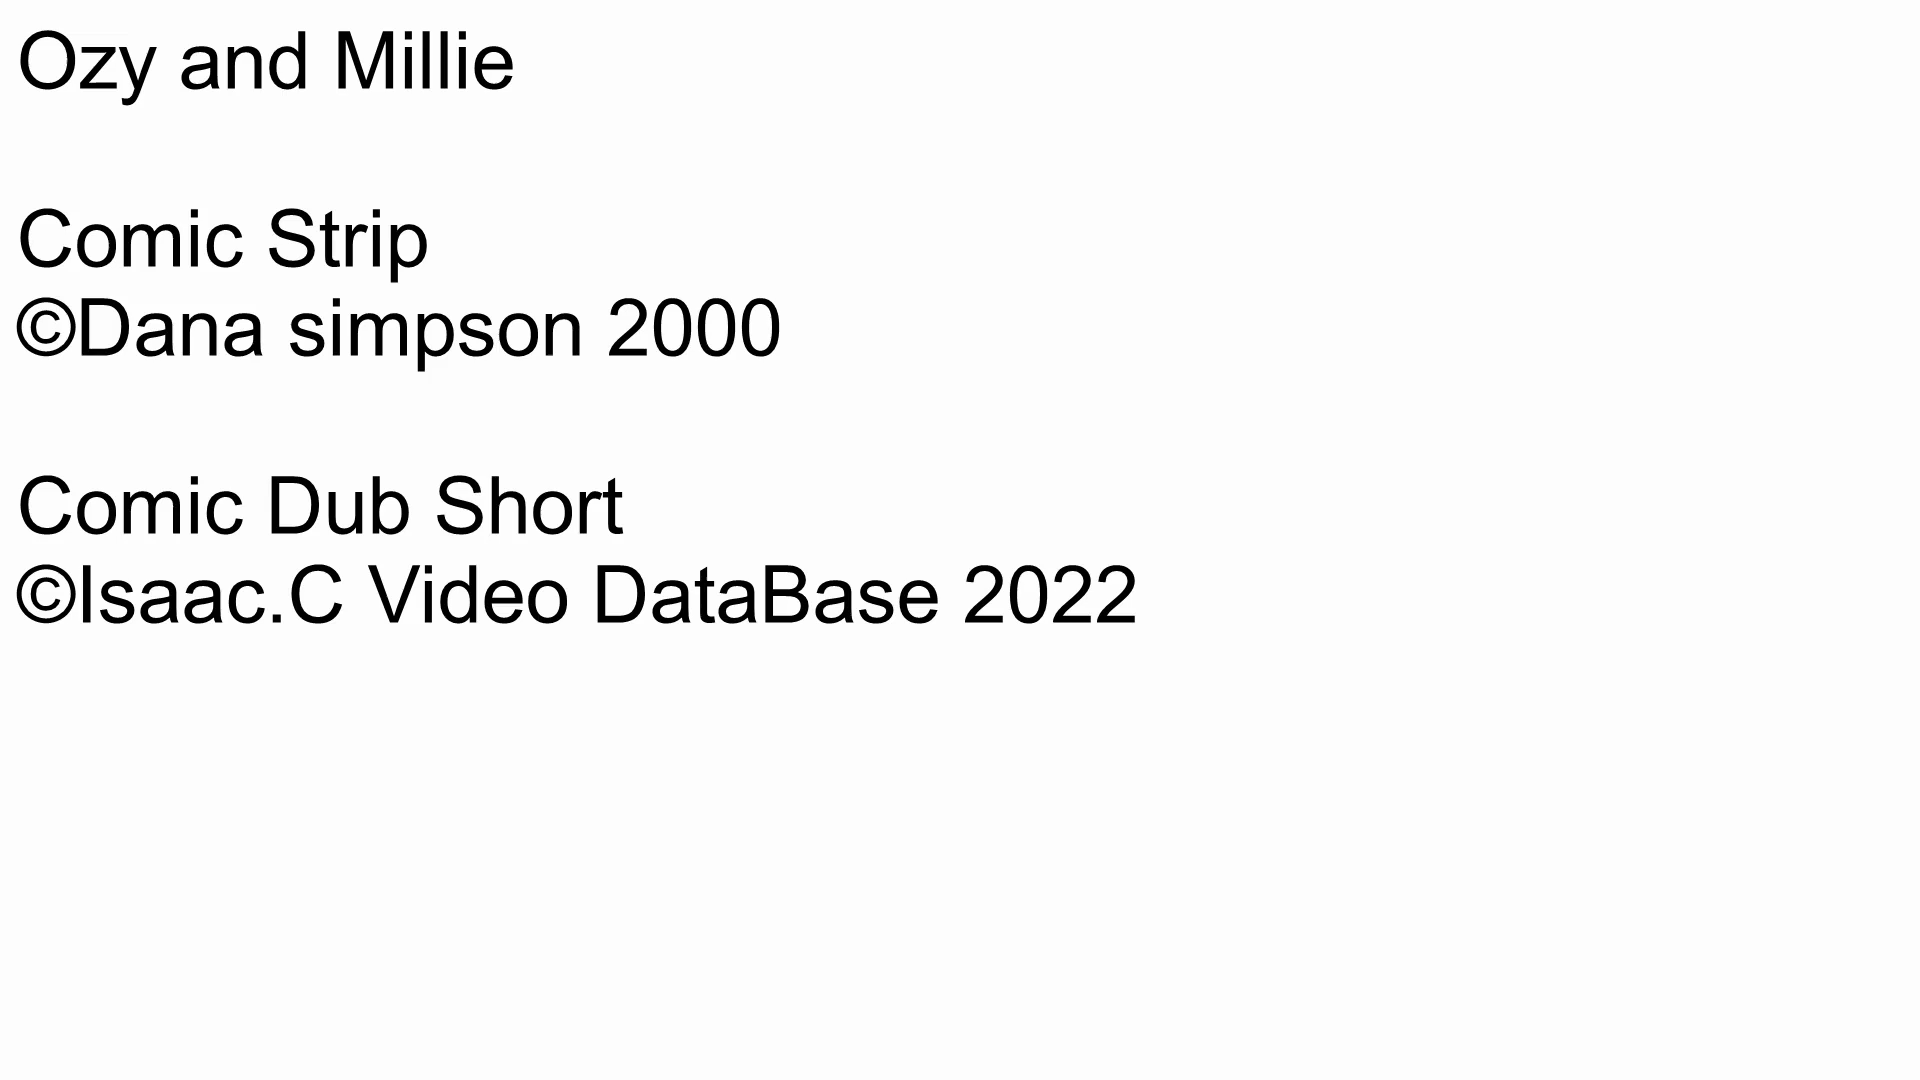 Ozy and Millie
Comic Strip
©Dana simpson 2000
Comic Dub Short
©Isaac.C Video DataBase 2022